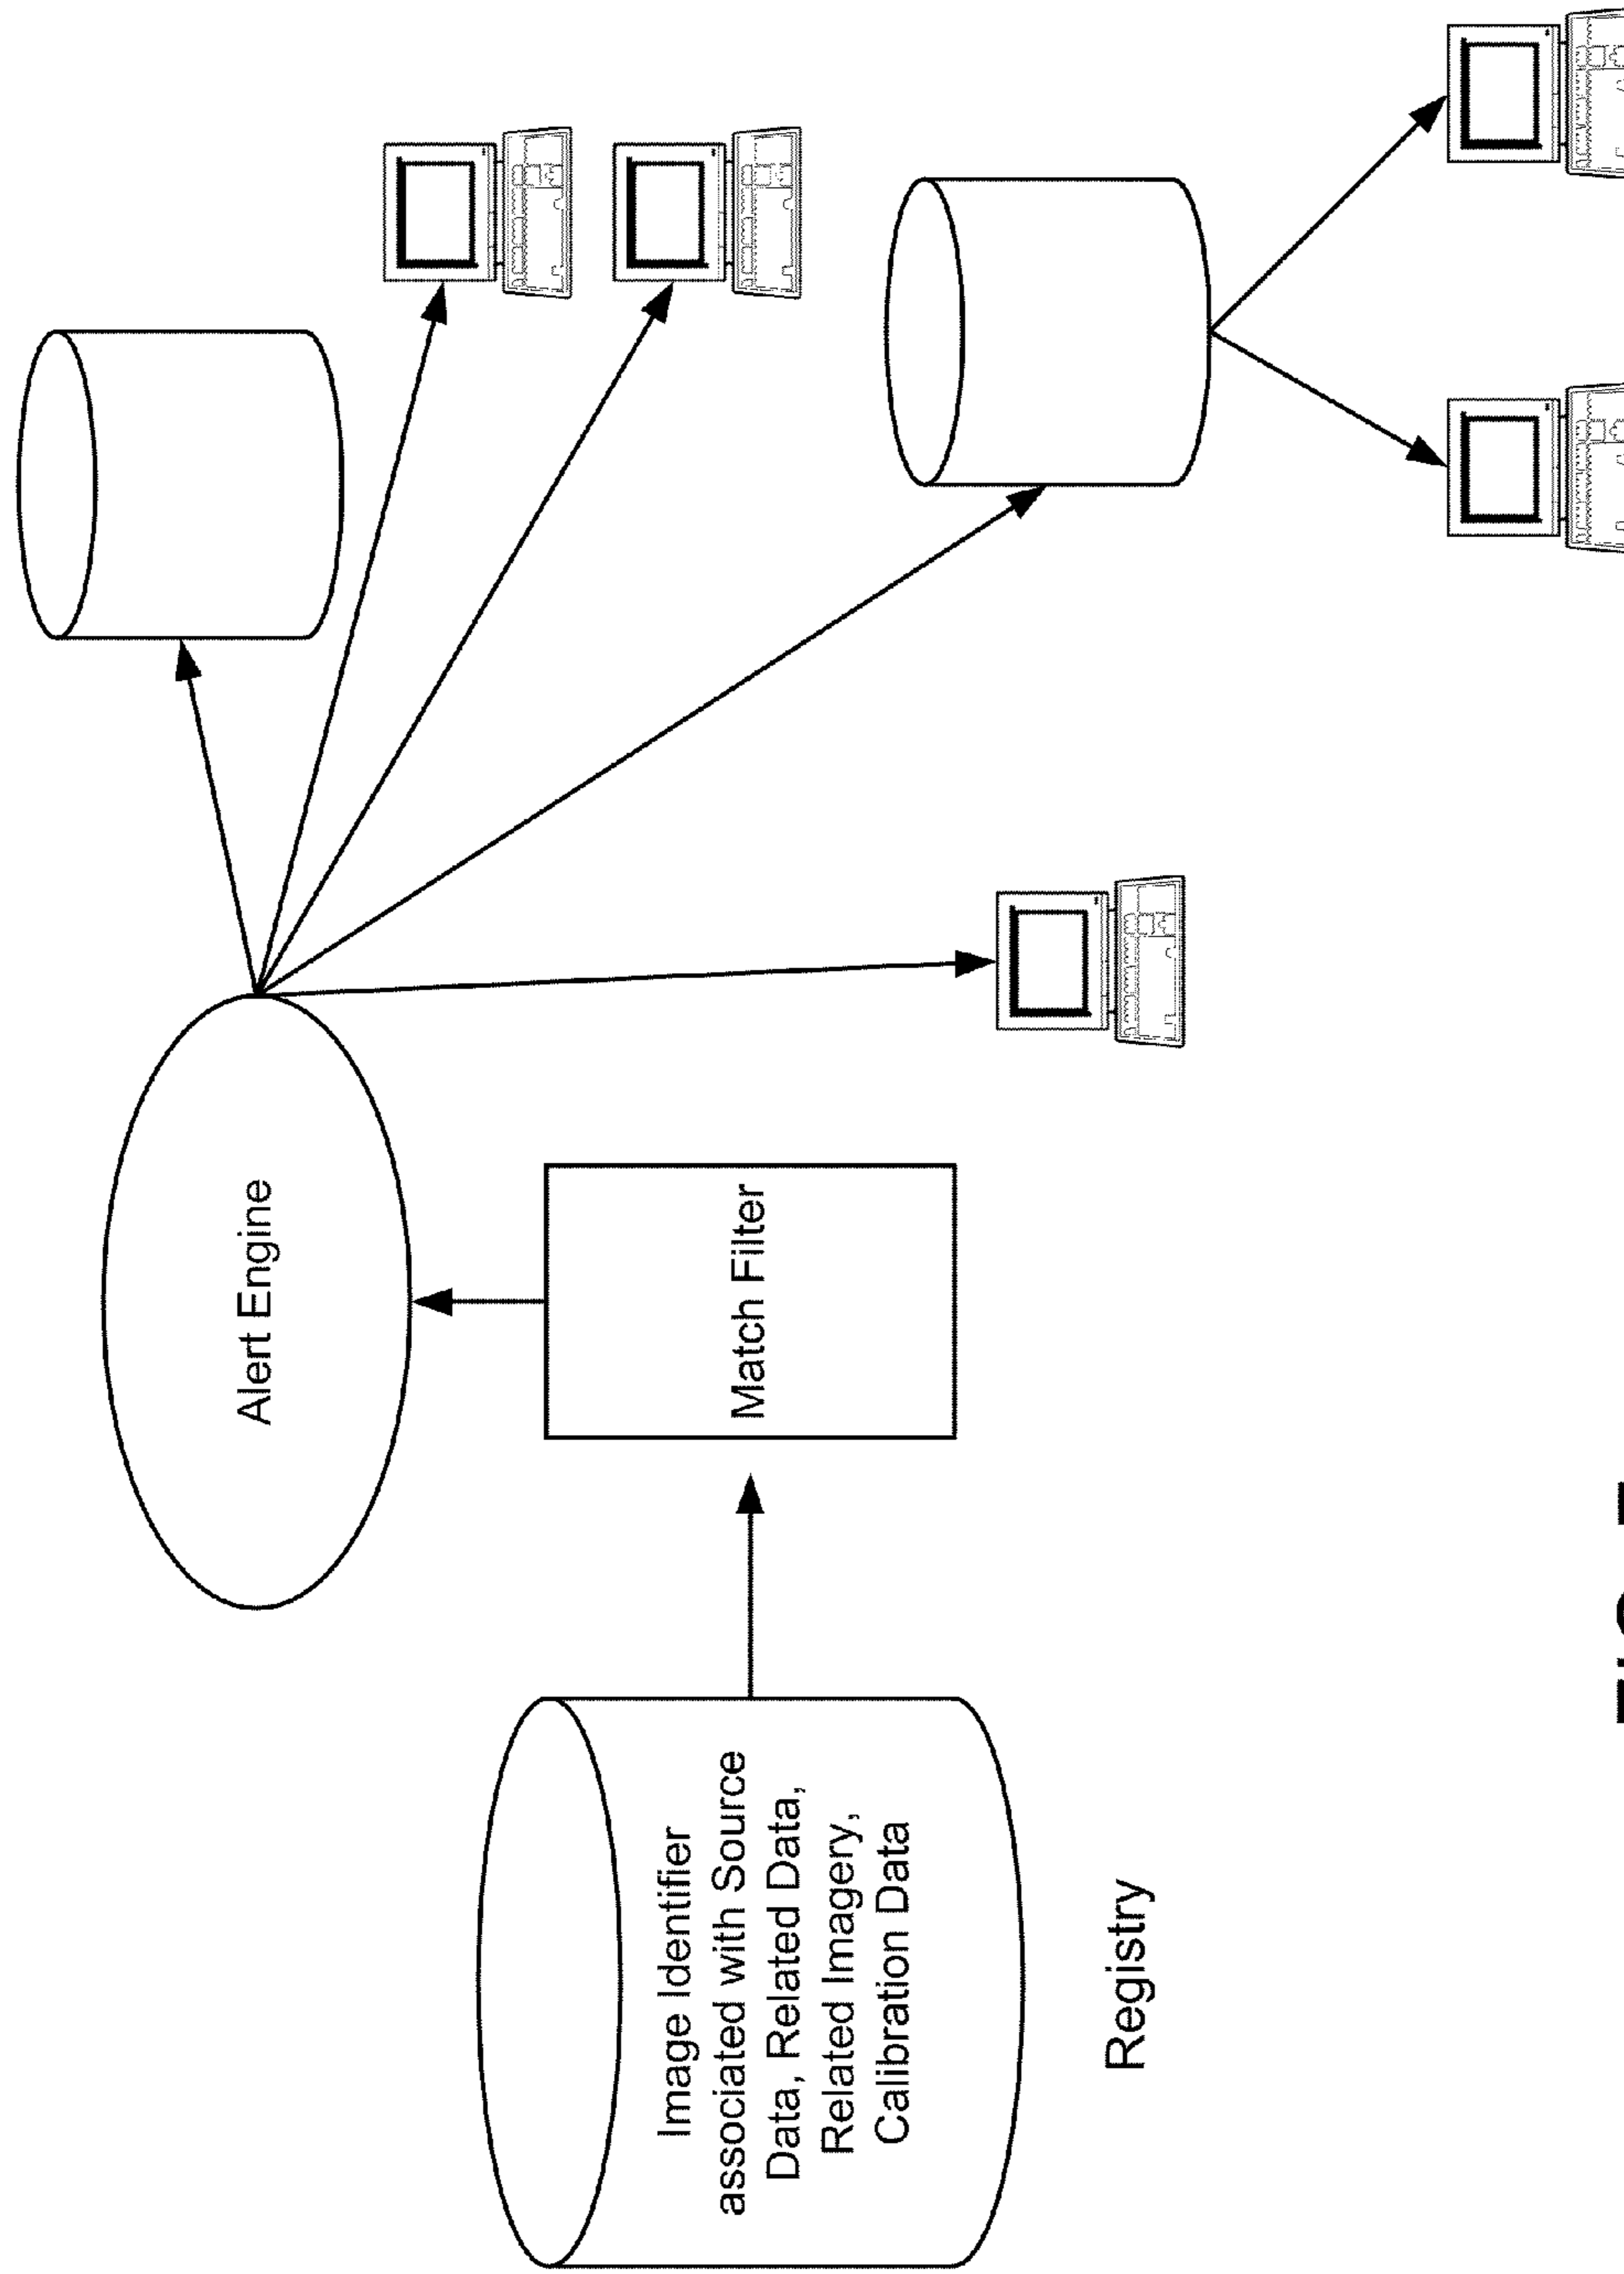 Alert Engine
Match Filter
Image Identifier
associated with Source
Data, Related Data,
Related Imagery,
Calibration Data
Registry